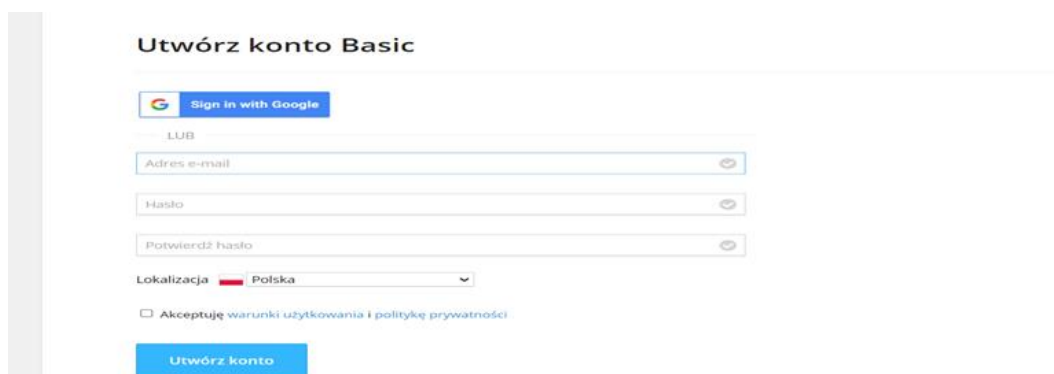 Utwórz konto Basic
Sign in with Google
LUB
Adres e-mail
Hasło
Potwierdź hasło
Lokalizacja Polska
Akceptuję warunki użytkowania i politykę prywatności
Utwórz konto